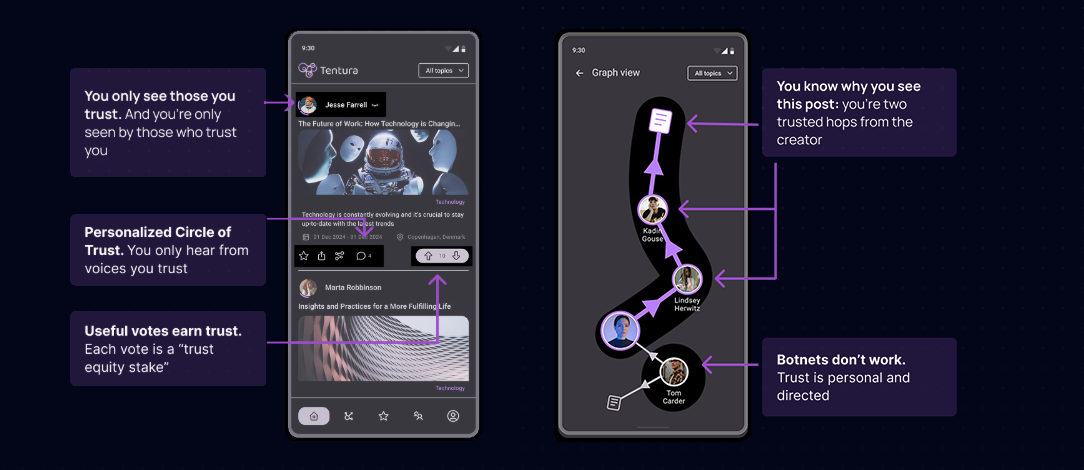 You only see those you
trust. And you're only
seen by those who trust
you
Personalized Circle of
Trust. You only hear from
voices you trust
Useful votes earn trust.
Each vote is a “trust
equity stake”
9:30
Tentura
All topics
Jesse Farrell
The Future of Work: How Technology is Changin...
Technology
Technology is constantly evolving and it's crucial to stay
up-to-date with the latest trends
01 Dec 2024 - 31 Dec 2024
Copenhagen, Denmark
4
10
Marta Robbinson
Insights and Practices for a More Fulfilling Life
Technology
9:30
Graph view
All topics
Kadin
Gouse
Lindsey
Herwitz
Tom
Carder
You know why you see
this post: you're two
trusted hops from the
creator
Botnets don't work.
Trust is personal and
directed